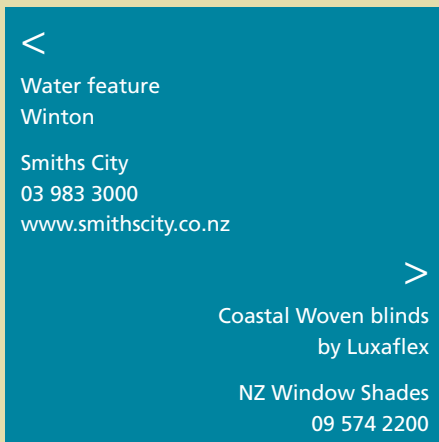 <
Water feature
Winton
Smiths City
03 983 3000
www.smithscity.co.nz
>
Coastal Woven blinds
by Luxaflex
NZ Window Shades
09 574 2200